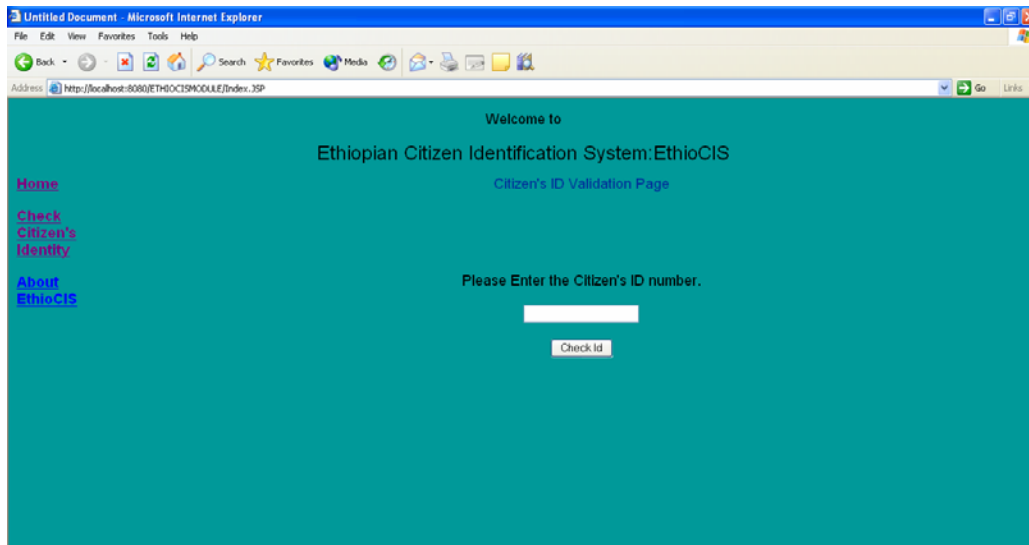 Untitled Document - Microsoft Internet Explorer
File Edit View Favorites Tools Help
Back Search Favorites Media
Address http://localhost:8080/ETHIOCISMODULE/Index.JSP Go Links
Welcome to
Ethiopian Citizen Identification System:EthioCIS
Citizen's ID Validation Page
Home
Check
Citizen's
Identity
About
EthioCIS
Please Enter the Citizen's ID number.
Check Id